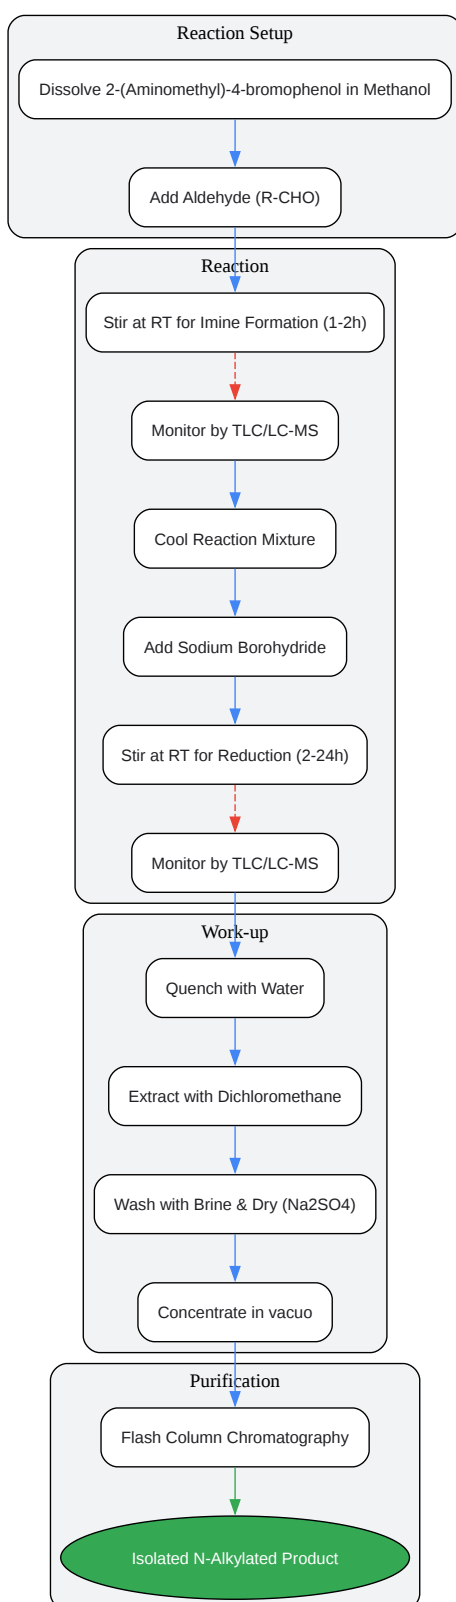 Reaction Setup
Dissolve 2-(Aminomethyl)-4-bromophenol in Methanol
Add Aldehyde (R-CHO)
Reaction
Stir at RT for Imine Formation (1-2h)
Monitor by TLC/LC-MS
Cool Reaction Mixture
Add Sodium Borohydride
Stir at RT for Reduction (2-24h)
Monitor by TLC/LC-MS
Work-up
Quench with Water
Extract with Dichloromethane
Wash with Brine & Dry (Na2SO4)
Concentrate in vacuo
Purification
Flash Column Chromatography
Isolated N-Alkylated Product